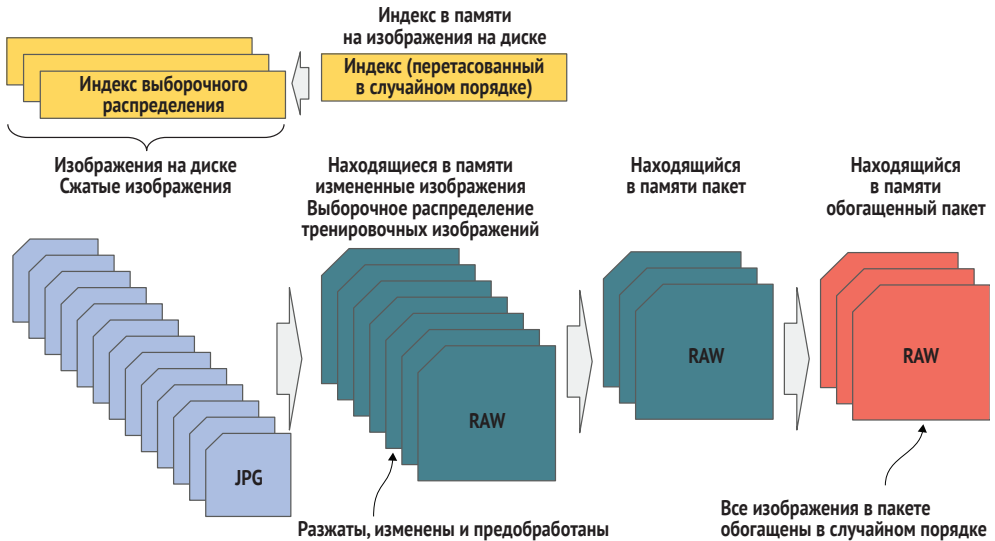 Индекс в памяти
на изображения на диске
Индекс (перетасованный
в случайном порядке)
Индекс выборочного
распределения
Изображения на диске
Сжатые изображения
Находящиеся в памяти
измененные изображения
Выборочное распределение
тренировочных изображений
Находящийся
в памяти пакет
Находящийся
в памяти
обогащенный пакет
JPG
RAW
RAW
RAW
Разжаты, изменены и предобработаны
Все изображения в пакете
обогащены в случайном порядке